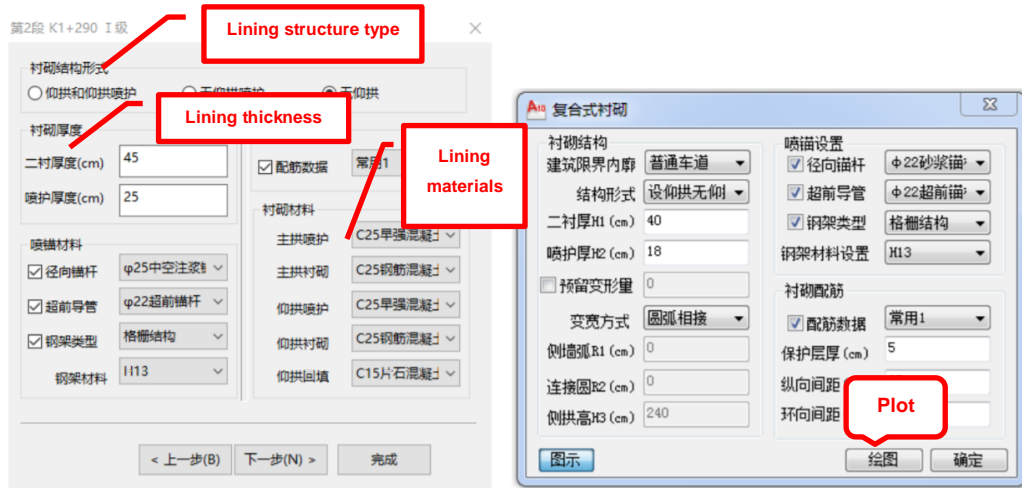 第2段 K1+290 I级
Lining structure type
衬砌结构形式
仰拱和仰拱喷护
无仰拱
Lining thickness
衬砌厚度
二衬厚度(cm) 45
喷护厚度(cm) 25
配筋数据 常用1
Lining
materials
喷锚材料
径向锚杆 φ25中空注浆
超前导管 φ22超前锚杆
钢架类型 格栅结构
钢架材料 H13
衬砌材料
主拱喷护 C25早强混凝土
主拱衬砌 C25钢筋混凝土
仰拱喷护 C25早强混凝土
仰拱衬砌 C25钢筋混凝土
仰拱回填 C15片石混凝土
< 上一步(B) 下一步(N) > 完成
A10 复合式衬砌
衬砌结构
建筑限界内廓 普通车道
结构形式 设仰拱无仰
二衬厚H1(cm) 40
喷护厚H2(cm) 18
预留变形量 0
变宽方式 圆弧相接
侧墙弧R1(cm) 0
连接圆R2(cm) 0
侧拱高H3(cm) 240
图示
喷锚设置
径向锚杆 Φ22砂浆锚
超前导管 Φ22超前锚
钢架类型 格栅结构
钢架材料设置 H13
衬砌配筋
配筋数据 常用1
保护层厚(cm) 5
纵向间距
环向间距
Plot
绘图 确定